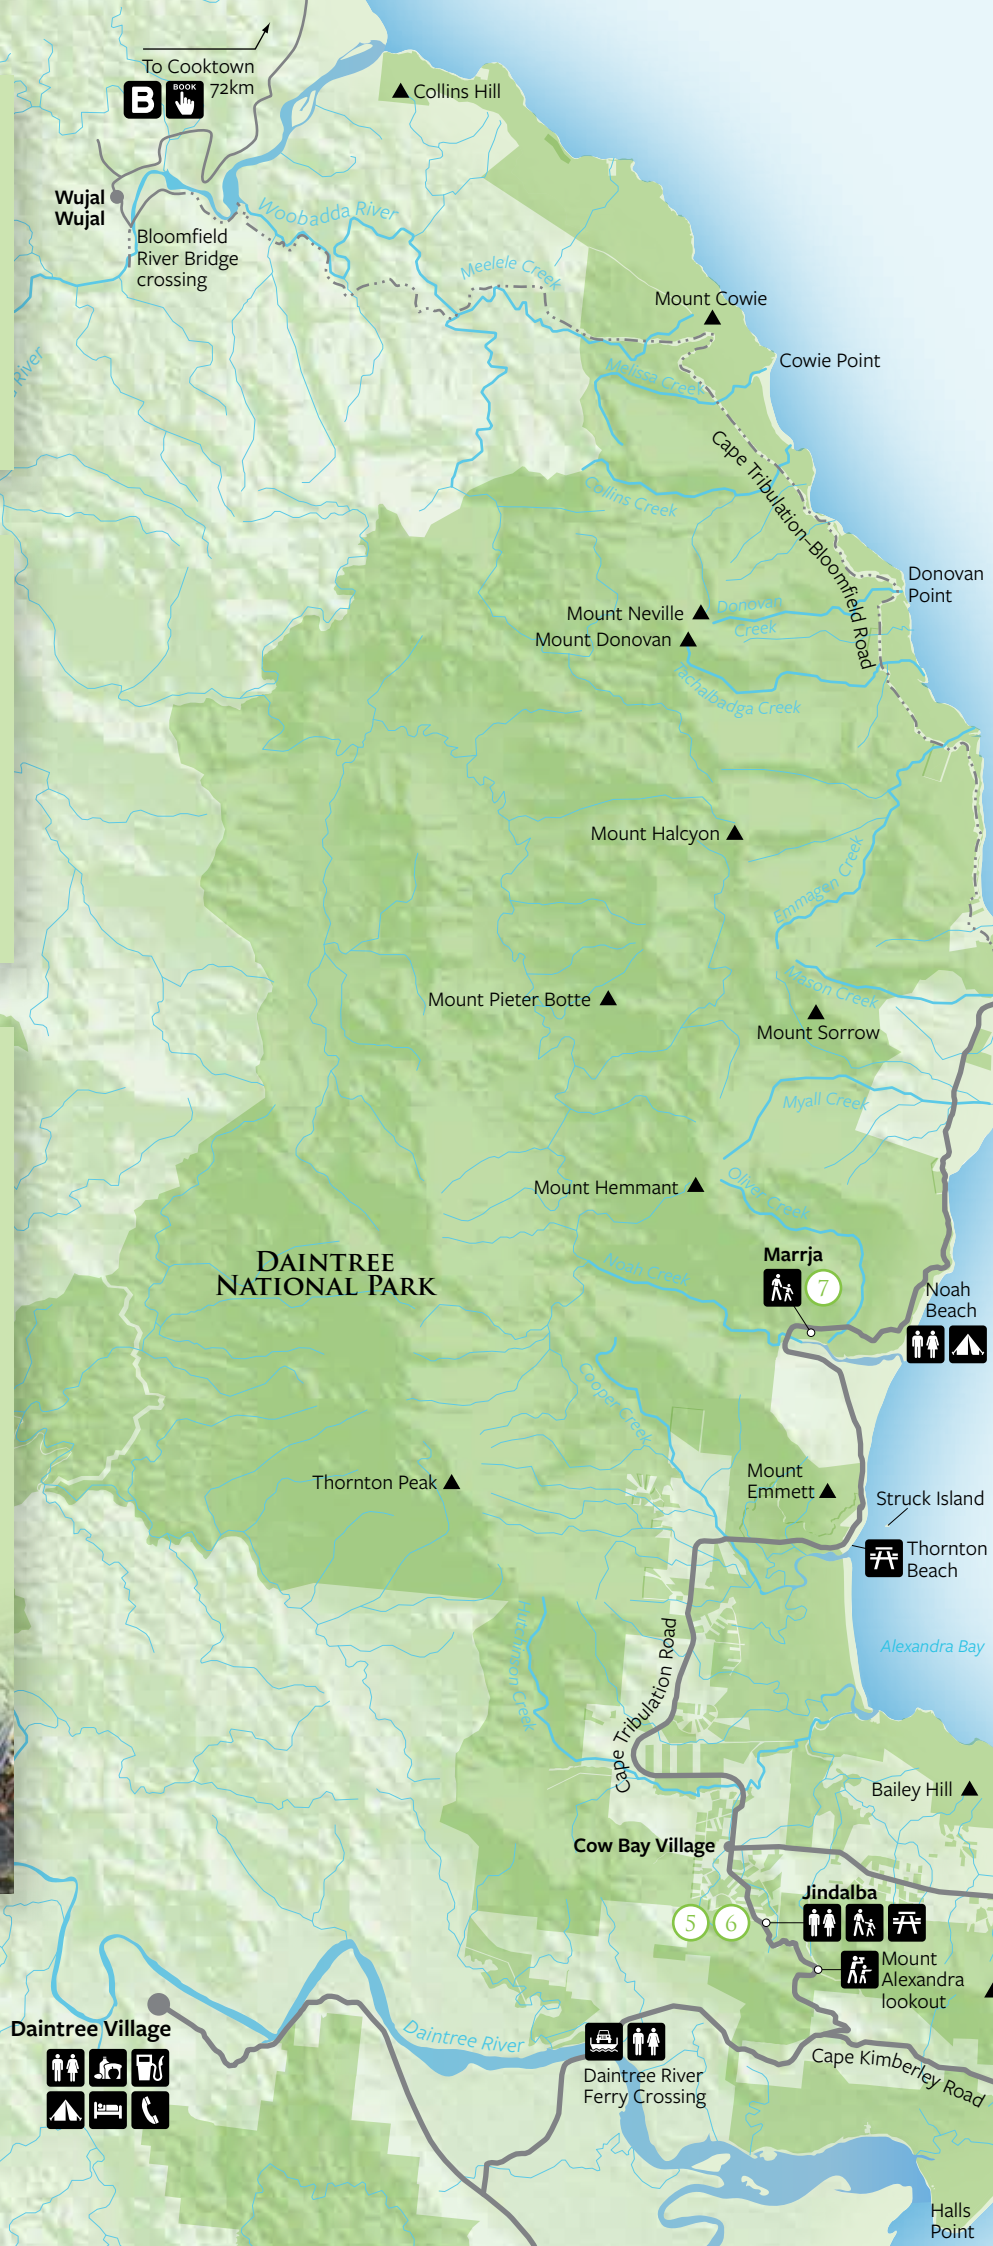 To Cooktown
72km
B
BOOK
Collins Hill
Wujal
Wujal
Woobadda River
Bloomfield
River Bridge
crossing
Meelele Creek
Mount Cowie
River
Cowie Point
Melissa Creek
Cape Tribulation–Bloomfield Road
Collins Creek
Donovan
Point
Mount Neville
Donovan
Creek
Mount Donovan
Tachalbadga Creek
Mount Halcyon
Emmagen Creek
Mason Creek
Mount Pieter Botte
Mount Sorrow
Myall Creek
Mount Hemmant
Oliver Creek
Daintree
National Park
Marrja
7
Noah Creek
Noah
Beach
Cooper Creek
Thornton Peak
Mount
Emmett
Struck Island
Thornton
Beach
Hutchinson Creek
Cape Tribulation Road
Alexandra Bay
Bailey Hill
Cow Bay Village
Jindalba
5
6
Mount
Alexandra
lookout
Daintree Village
Daintree River
Daintree River
Ferry Crossing
Cape Kimberley Road
Halls
Point